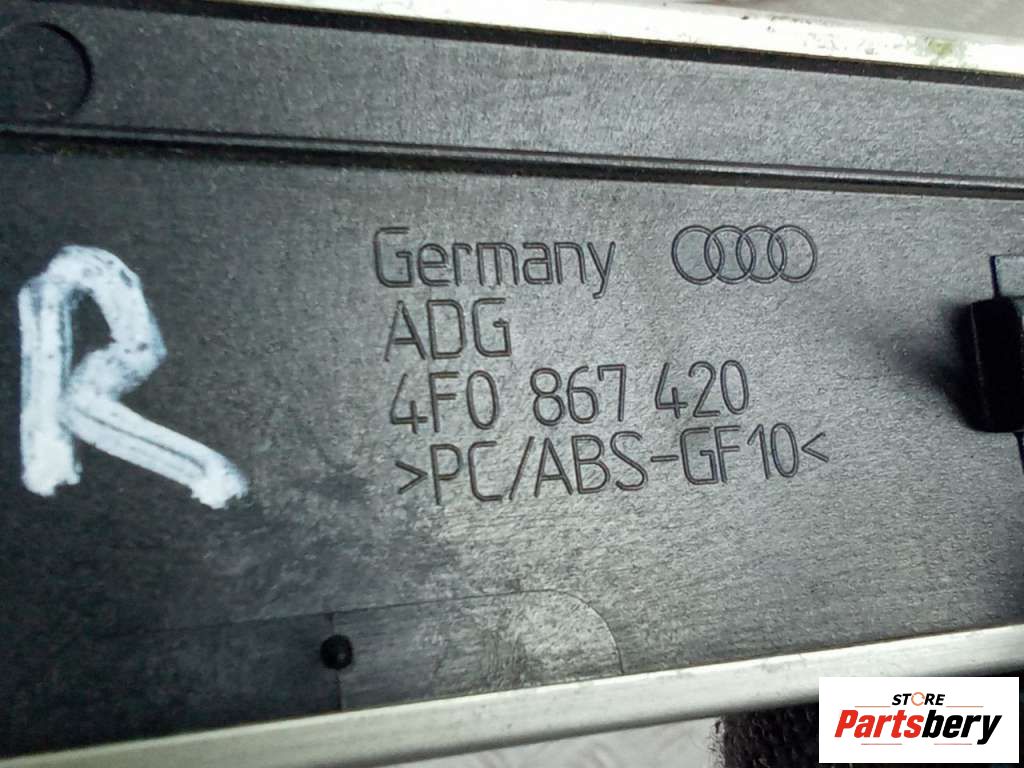 R
Germany
ADG
4F0 867 420
>PC/ABS-GF10<
STORE
Partsbery